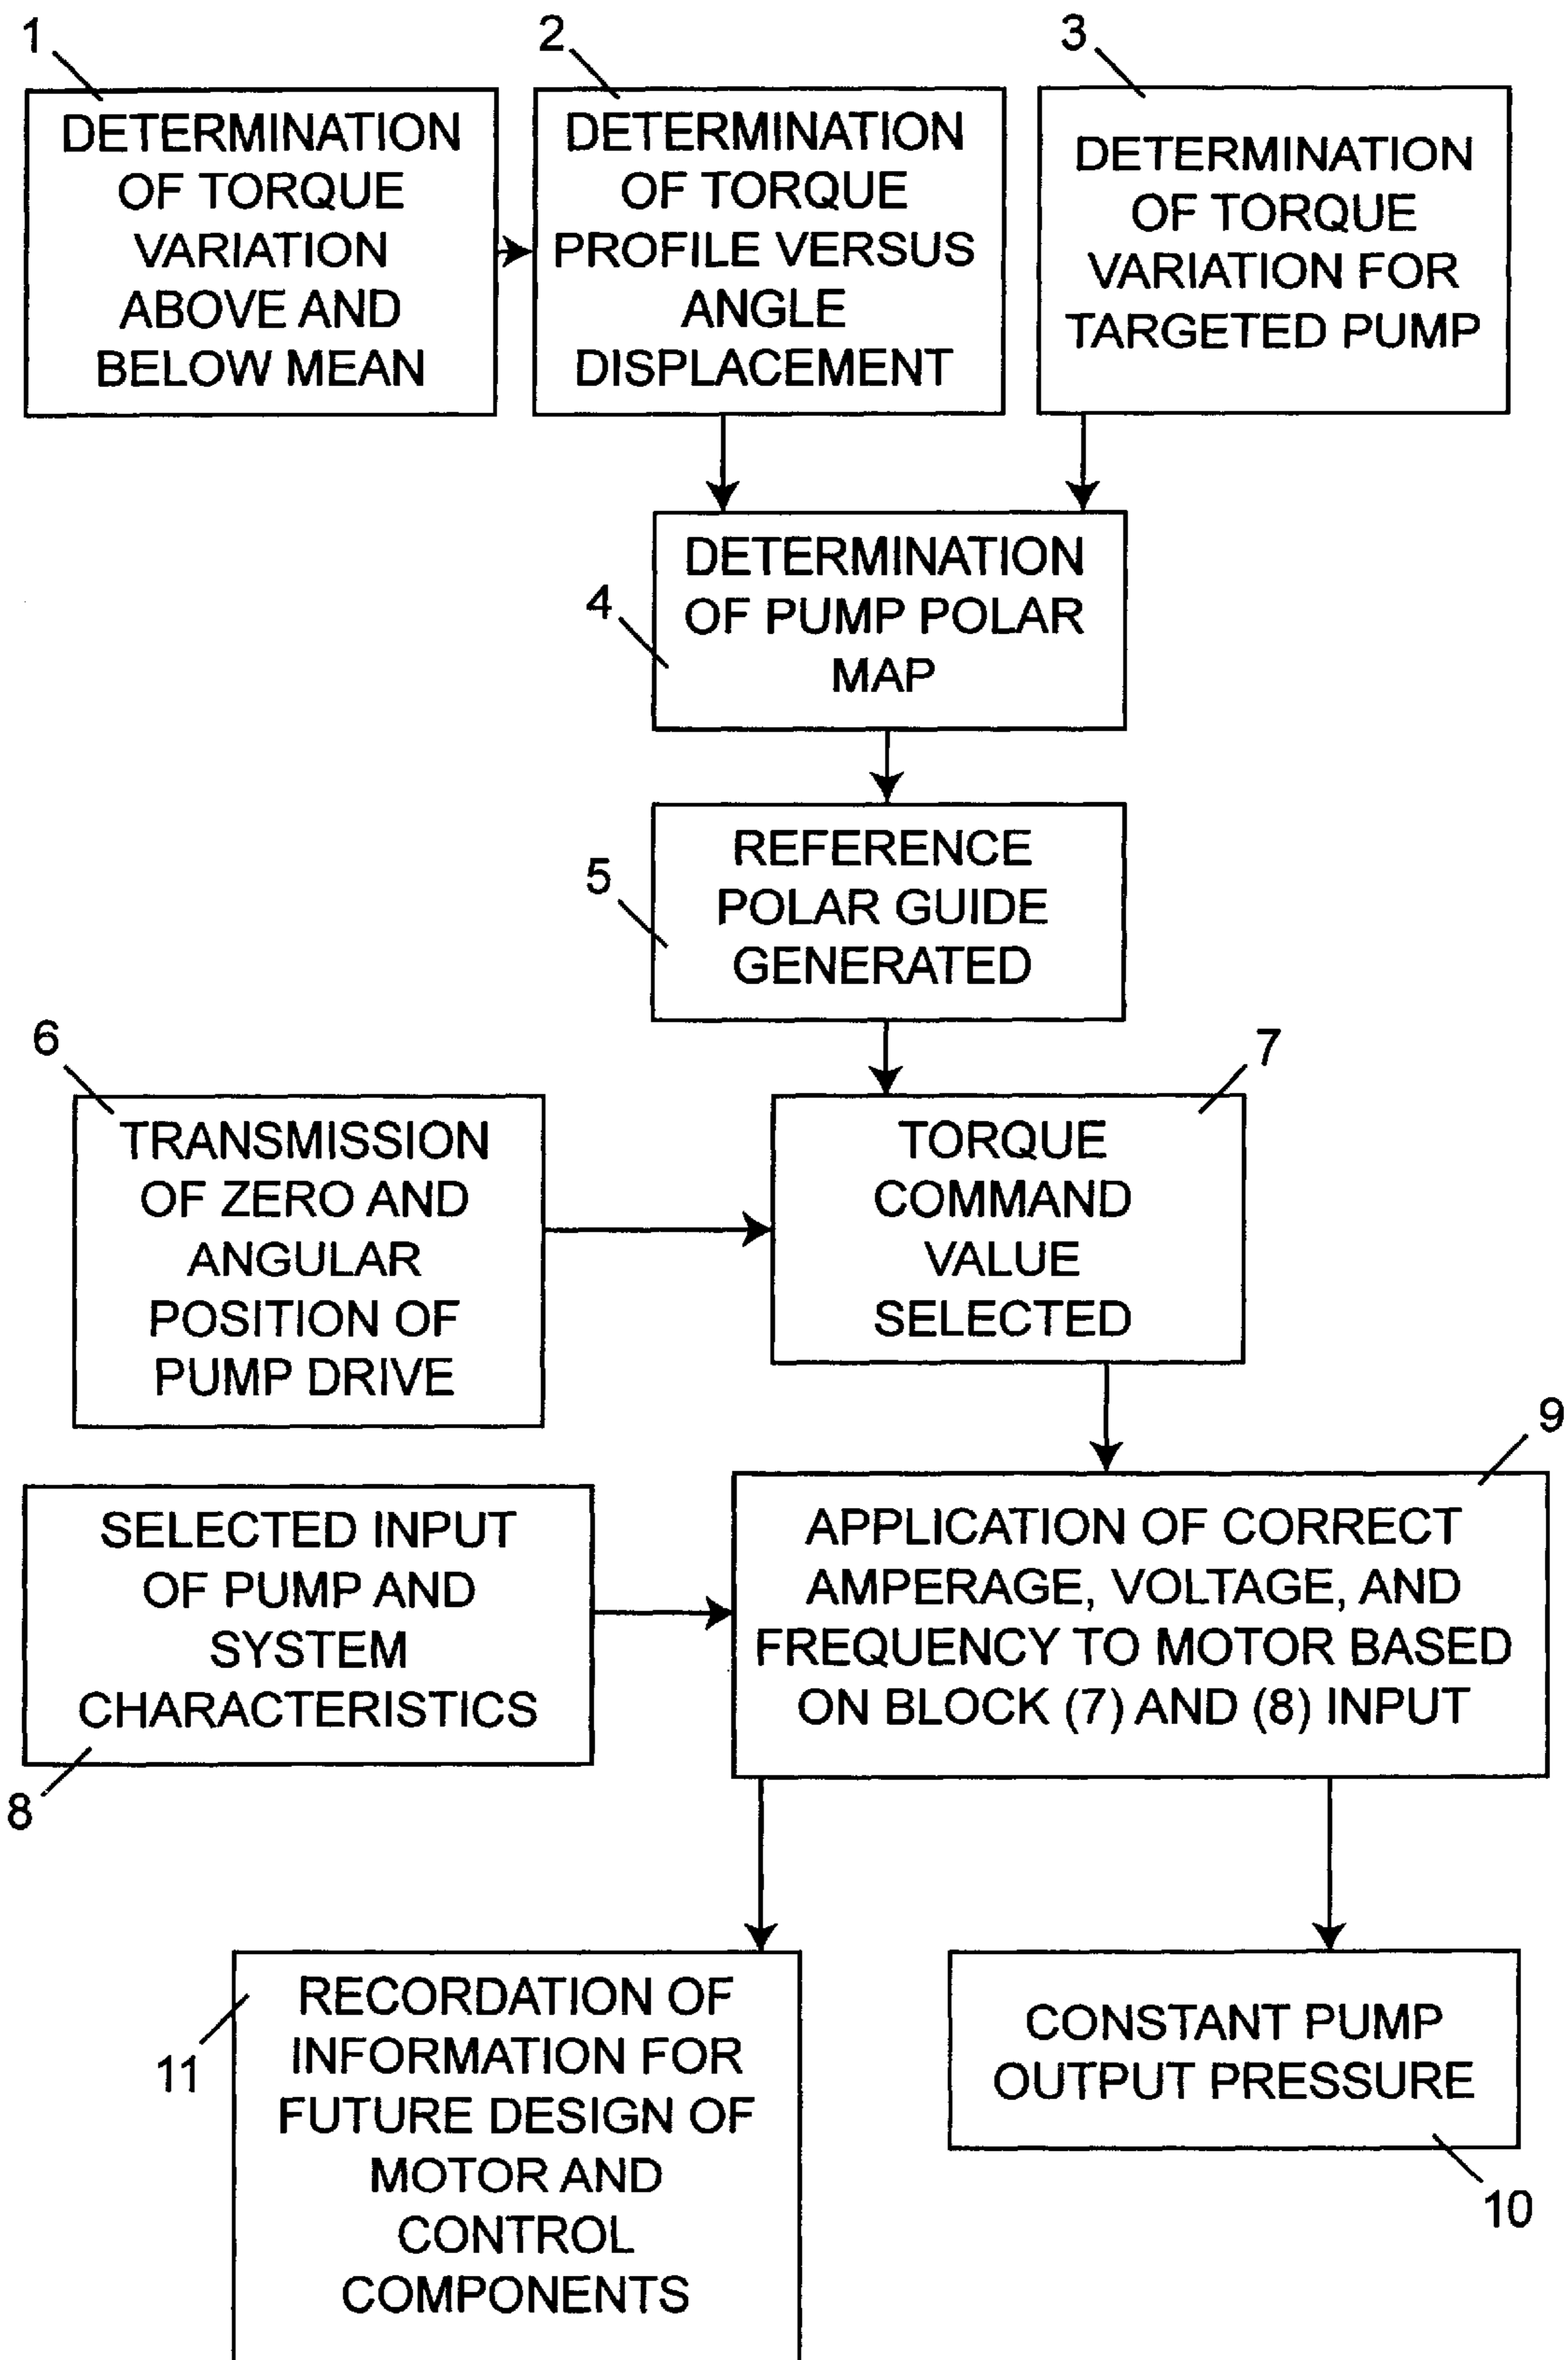 1
DETERMINATION
OF TORQUE
VARIATION
ABOVE AND
BELOW MEAN
2
DETERMINATION
OF TORQUE
PROFILE VERSUS
ANGLE
DISPLACEMENT
3
DETERMINATION
OF TORQUE
VARIATION FOR
TARGETED PUMP
4
DETERMINATION
OF PUMP POLAR
MAP
5
REFERENCE
POLAR GUIDE
GENERATED
6
TRANSMISSION
OF ZERO AND
ANGULAR
POSITION OF
PUMP DRIVE
7
TORQUE
COMMAND
VALUE
SELECTED
SELECTED INPUT
OF PUMP AND
SYSTEM
CHARACTERISTICS
8
9
APPLICATION OF CORRECT
AMPERAGE, VOLTAGE, AND
FREQUENCY TO MOTOR BASED
ON BLOCK (7) AND (8) INPUT
11
RECORDATION OF
INFORMATION FOR
FUTURE DESIGN OF
MOTOR AND
CONTROL
COMPONENTS
CONSTANT PUMP
OUTPUT PRESSURE
10